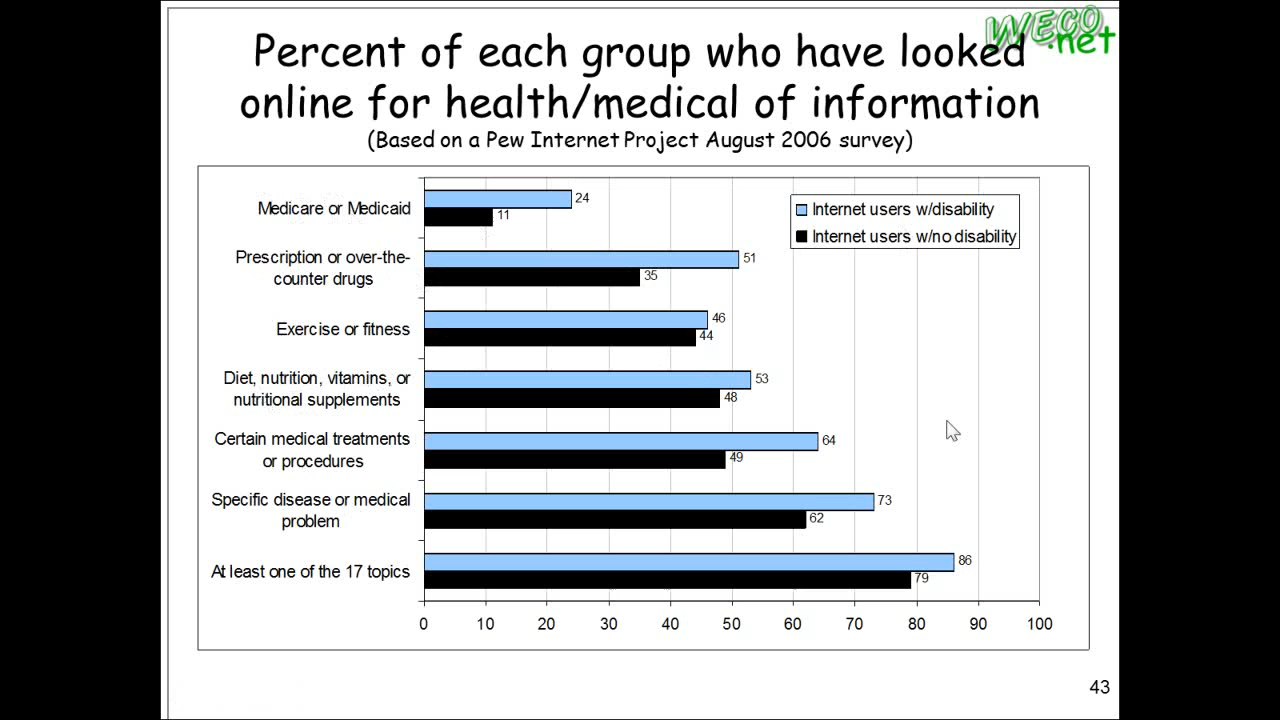 WECO
.net
Percent of each group who have looked
online for health/medical of information
(Based on a Pew Internet Project August 2006 survey)
Medicare or Medicaid
24
11
Internet users w/disability
Internet users w/no disability
Prescription or over-the-
counter drugs
51
35
Exercise or fitness
46
44
Diet, nutrition, vitamins, or
nutritional supplements
53
48
Certain medical treatments
or procedures
64
49
Specific disease or medical
problem
73
62
At least one of the 17 topics
86
79
0 10 20 30 40 50 60 70 80 90 100
43